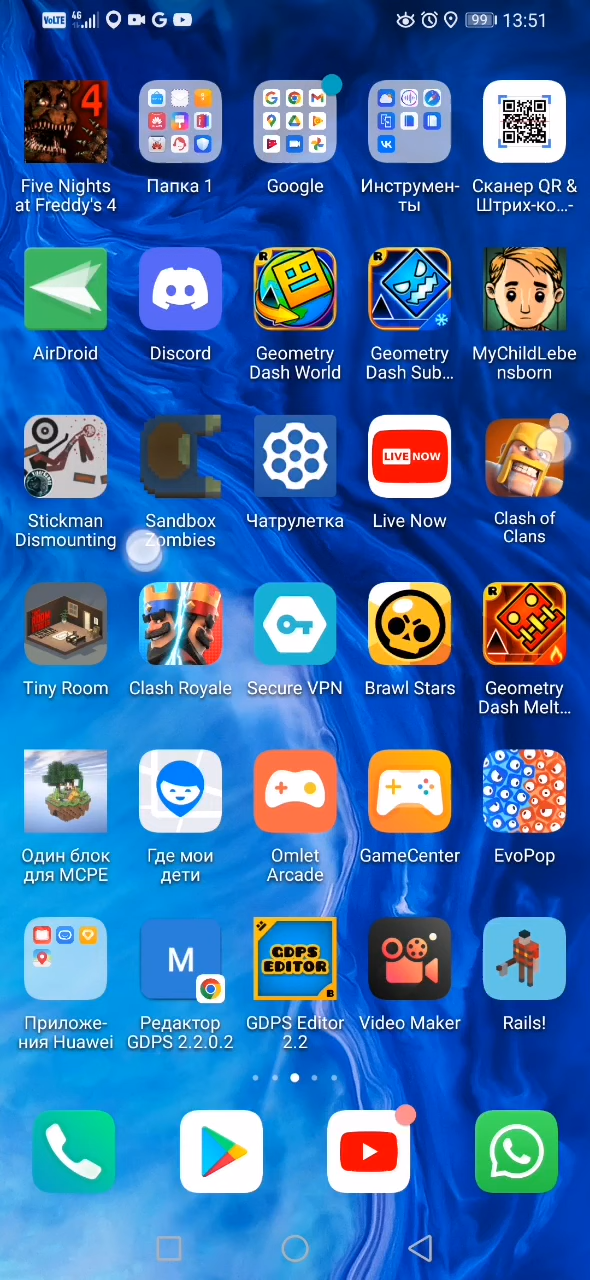 VoLTE 4G 99 13:51
4
Five Nights
at Freddy's 4
Папка 1
Google
Инструмен-
ты
Сканер QR &
Штрих-ко...-
AirDroid
Discord
Geometry
Dash World
Geometry
Dash Sub...
MyChildLebe
nsborn
Stickman
Dismounting
Sandbox
Zombies
Чатрулетка
LIVE NOW
Live Now
Clash of
Clans
Tiny Room
Clash Royale
Secure VPN
Brawl Stars
Geometry
Dash Melt...
Один блок
для MCPE
Где мои
дети
Omlet
Arcade
GameCenter
EvoPop
Приложе-
ния Huawei
M
Редактор
GDPS 2.2.0.2
GDPS
EDITOR
GDPS Editor
2.2
Video Maker
Rails!